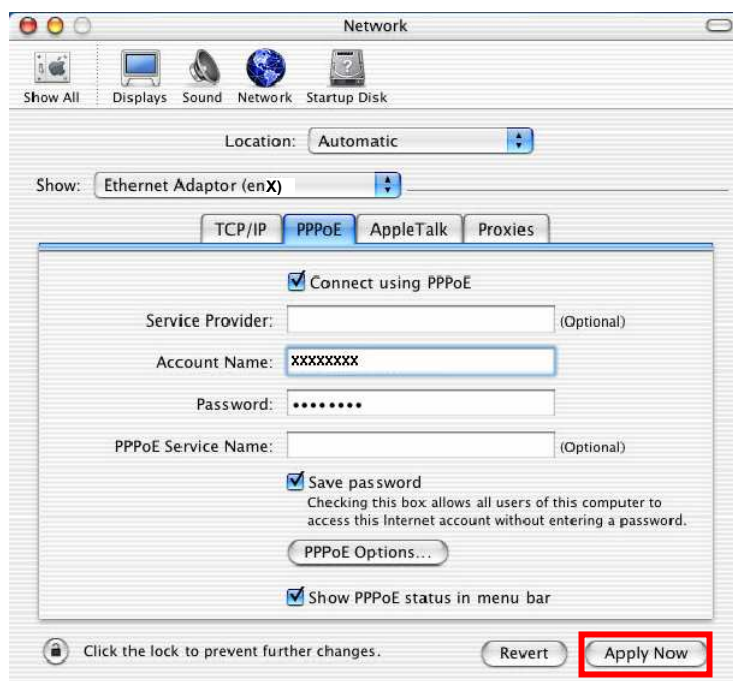 Network
Show All Displays Sound Network Startup Disk
Location: Automatic
Show: Ethernet Adaptor (enX)
TCP/IP PPPoE AppleTalk Proxies
Connect using PPPoE
Service Provider: (Optional)
Account Name: XXXXXXXX
Password: ••••••••
PPPoE Service Name: (Optional)
Save password
Checking this box allows all users of this computer to
access this Internet account without entering a password.
PPPoE Options...
Show PPPoE status in menu bar
Click the lock to prevent further changes. Revert Apply Now